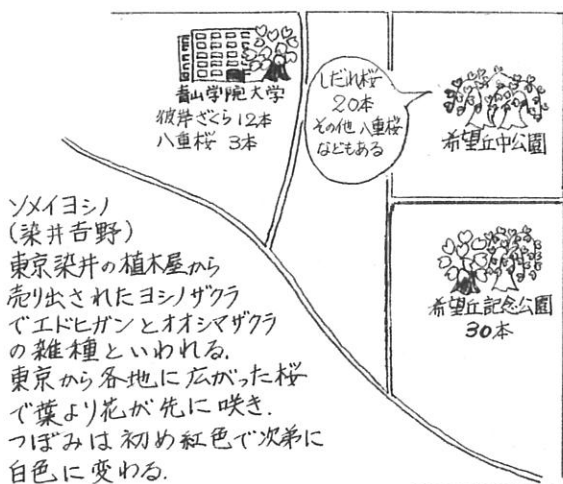 青山学院大学
彼岸ざくら12本
八重桜 3本
しだれ桜
20本
その他八重桜
などもある
希望丘中公園
希望丘記念公園
30本
ソメイヨシノ
(染井吉野)
東京染井の植木屋から
売り出されたヨシノザクラ
でエドヒガンとオオシマザクラ
の雑種といわれる.
東京から各地に広がった桜
で葉より花が先に咲き.
つぼみは初め紅色で次第に
白色に変わる.